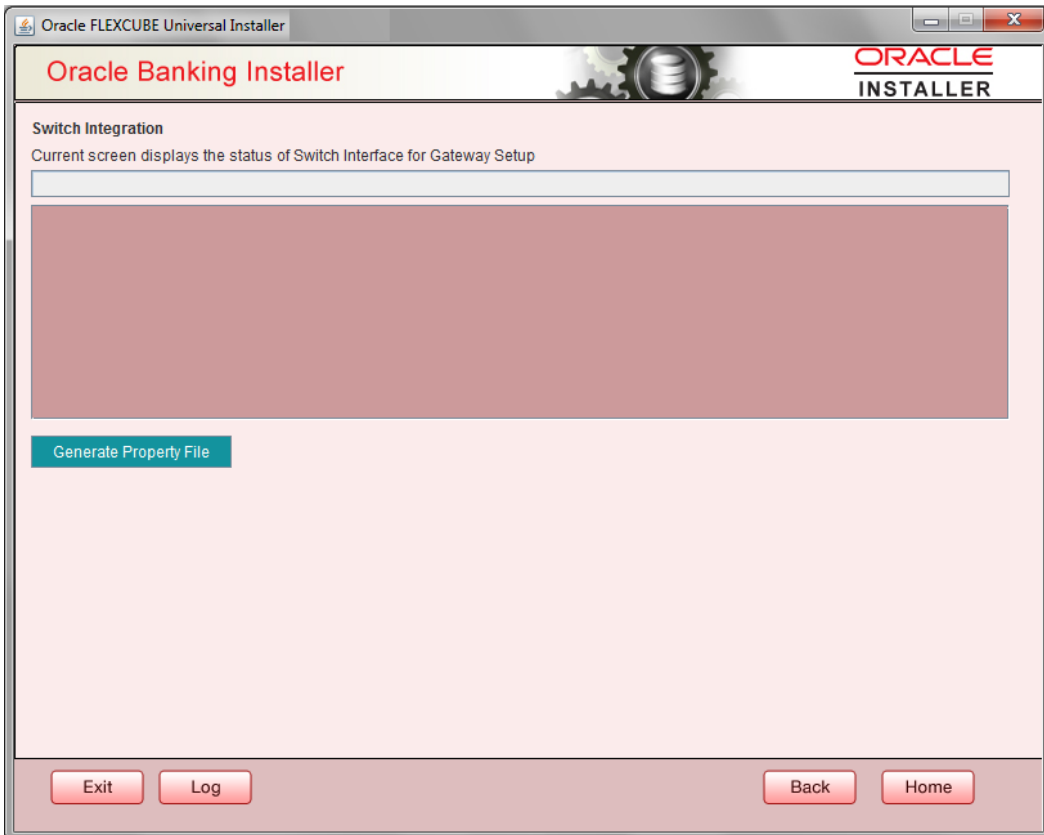 Oracle FLEXCUBE Universal Installer
Oracle Banking Installer
ORACLE
INSTALLER
Switch Integration
Current screen displays the status of Switch Interface for Gateway Setup
Generate Property File
Exit
Log
Back
Home